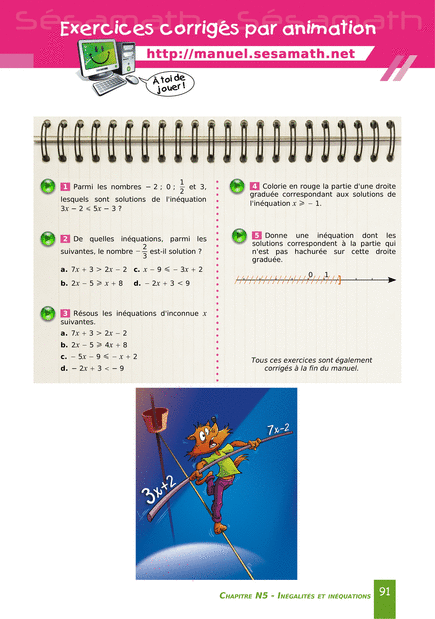 Sésamath Sésamath Sésamath
Exercices corrigés par animation
http://manuel.sesamath.net
À toi de
jouer !
1 Parmi les nombres − 2 ; 0 ; 1/2 et 3,
lesquels sont solutions de l'inéquation
3x − 2 < 5x − 3 ?
2 De quelles inéquations, parmi les
suivantes, le nombre −2/3 est-il solution ?
a. 7x + 3 > 2x − 2 c. x − 9 ⩽ − 3x + 2
b. 2x − 5 ⩾ x + 8 d. − 2x + 3 < 9
3 Résous les inéquations d'inconnue x
suivantes.
a. 7x + 3 > 2x − 2
b. 2x − 5 ⩾ 4x + 8
c. − 5x − 9 ⩽ − x + 2
d. − 2x + 3 < − 9
4 Colorie en rouge la partie d'une droite
graduée correspondant aux solutions de
l'inéquation x ⩾ − 1.
5 Donne une inéquation dont les
solutions correspondent à la partie qui
n'est pas hachurée sur cette droite
graduée.
0 1
Tous ces exercices sont également
corrigés à la fin du manuel.
7x−2
3x+2
Chapitre N5 - Inégalités et inéquations 91